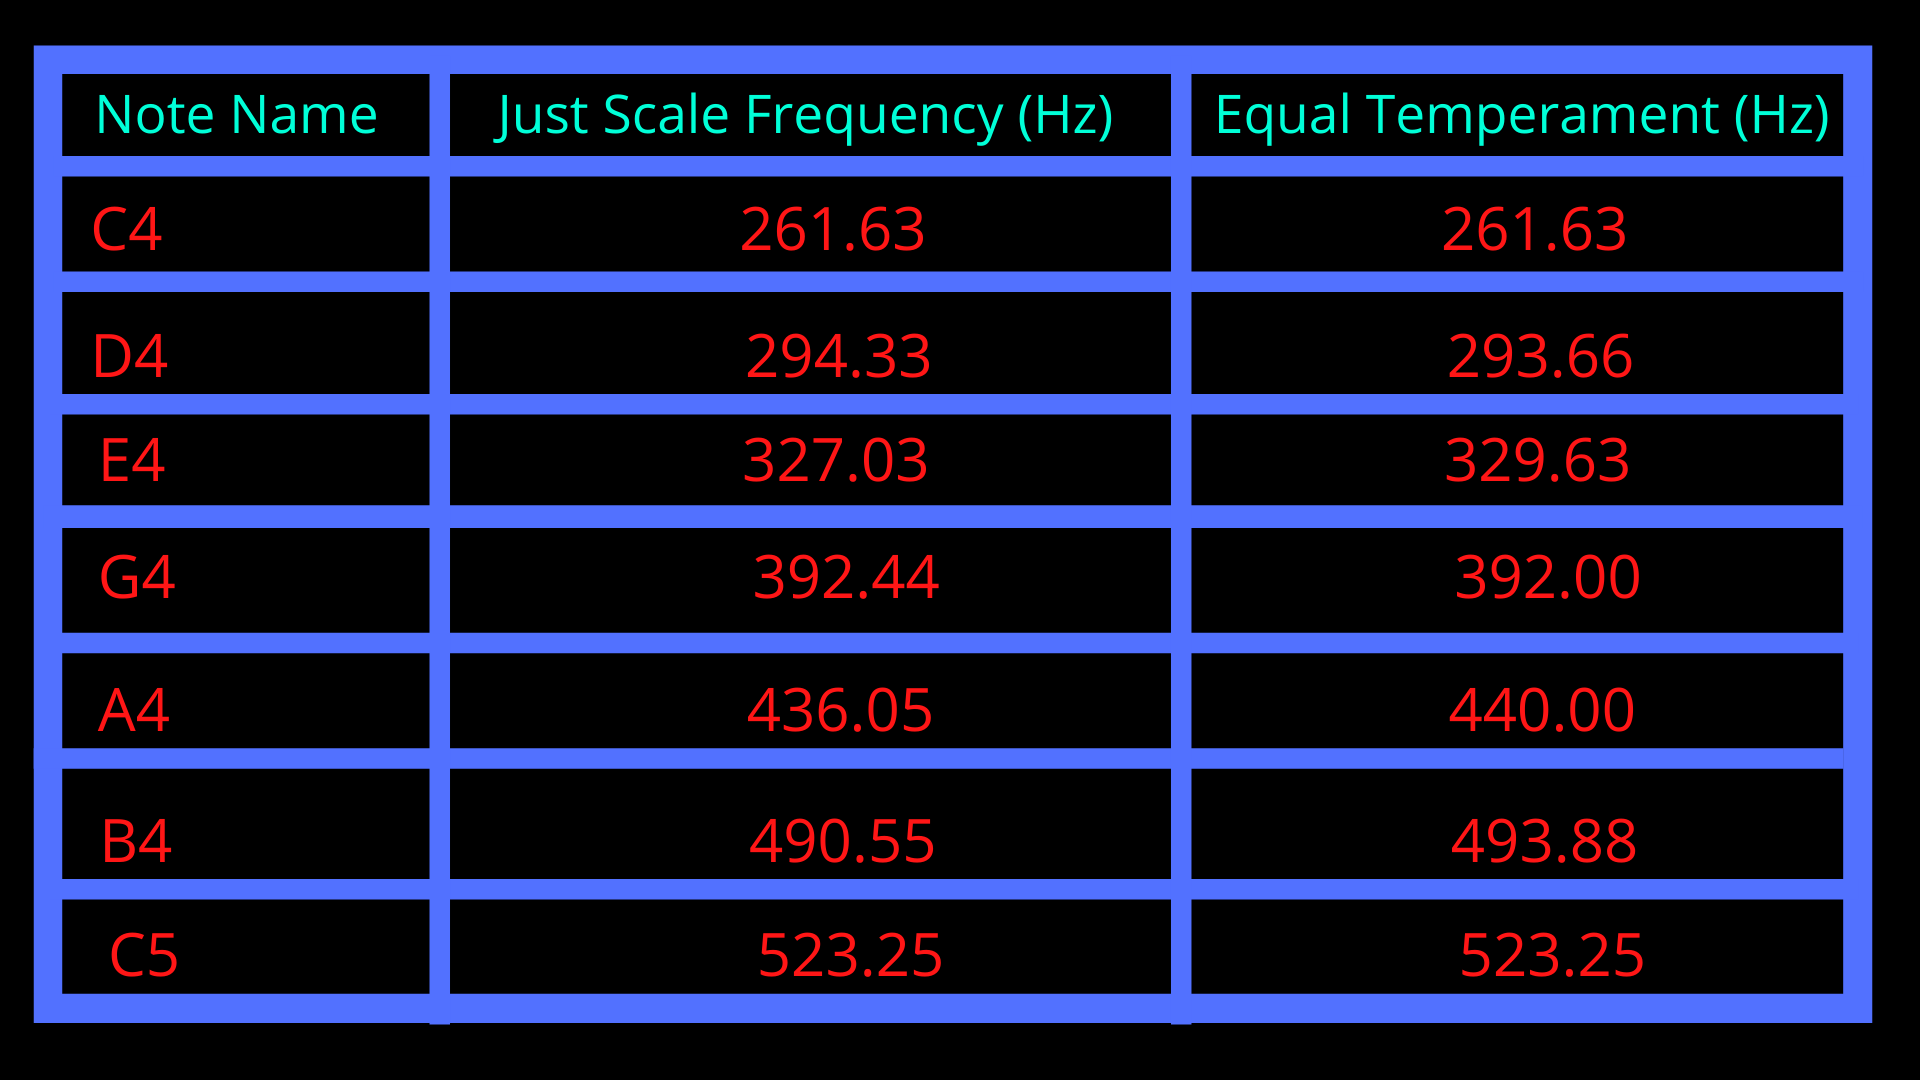 Note Name Just Scale Frequency (Hz) Equal Temperament (Hz)
C4 261.63 261.63
D4 294.33 293.66
E4 327.03 329.63
G4 392.44 392.00
A4 436.05 440.00
B4 490.55 493.88
C5 523.25 523.25